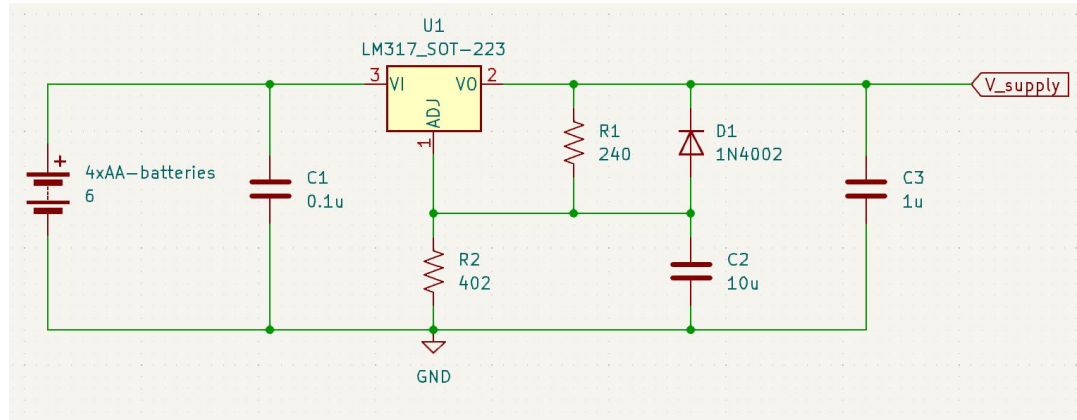 U1
LM317_SOT-223
3
VI
VO
2
ADJ
1
V_supply
+
4xAA-batteries
6
C1
0.1u
R1
240
D1
1N4002
C3
1u
R2
402
C2
10u
GND